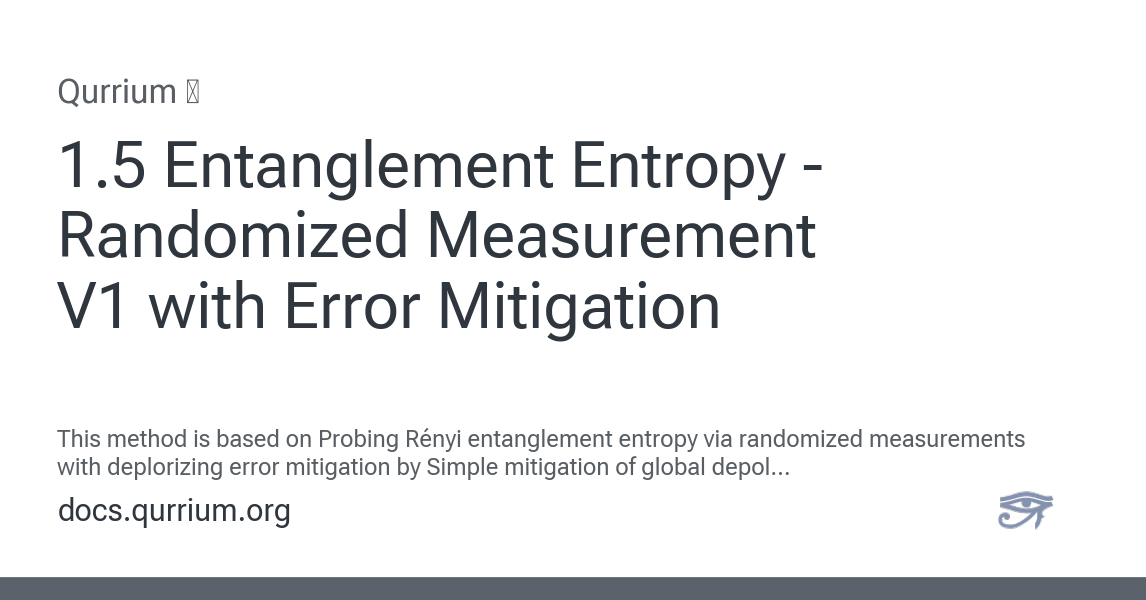 Qurrium
1.5 Entanglement Entropy -
Randomized Measurement
V1 with Error Mitigation
This method is based on Probing Rényi entanglement entropy via randomized measurements
with deplorizing error mitigation by Simple mitigation of global depol...
docs.qurrium.org